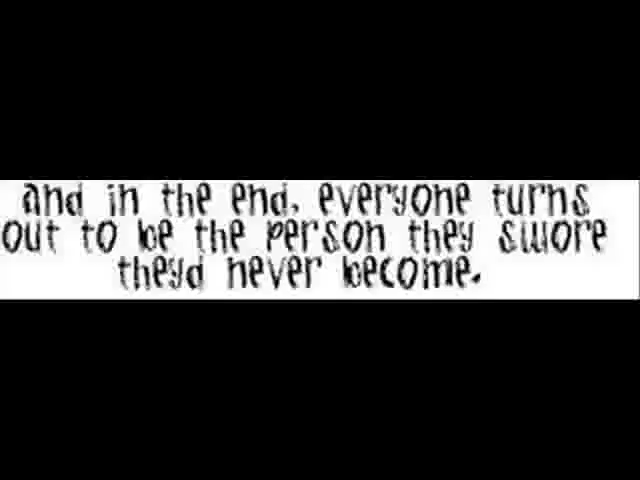 and in the end, everyone turns
out to be the person they swore
theyd never become.